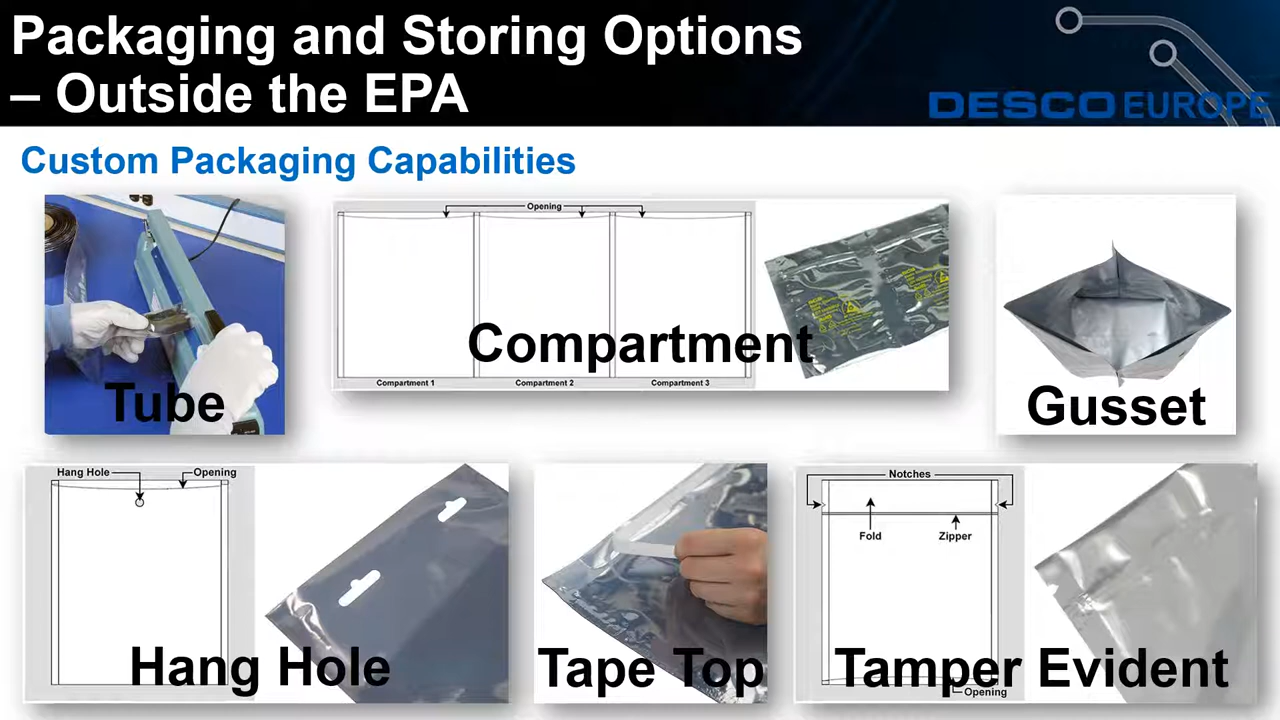 Packaging and Storing Options
– Outside the EPA
DESCO EUROPE
Custom Packaging Capabilities
Tube
Opening
Compartment
Compartment 1
Compartment 2
Compartment 3
Gusset
Hang Hole
Opening
Hang Hole
Tape Top
Notches
Fold
Zipper
Tamper Evident
Opening